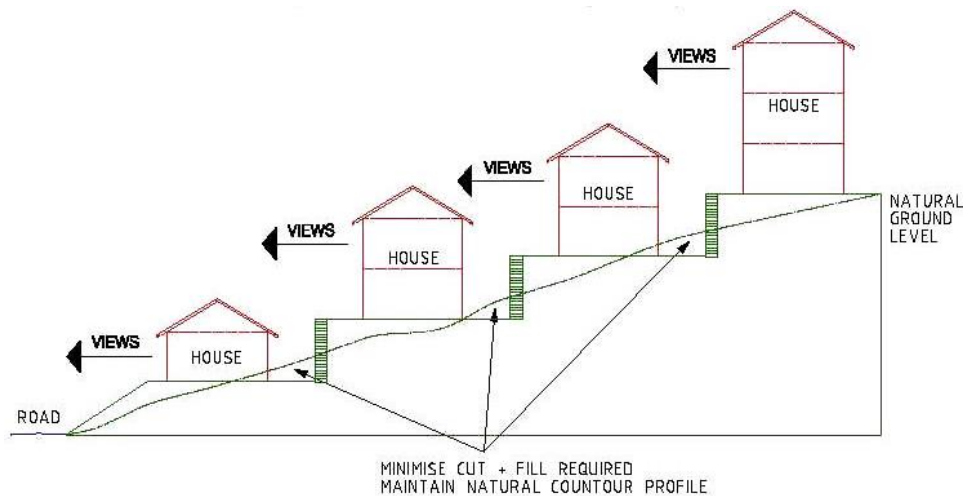 VIEWS
HOUSE
VIEWS
HOUSE
VIEWS
HOUSE
NATURAL
GROUND
LEVEL
VIEWS
HOUSE
ROAD
MINIMISE CUT + FILL REQUIRED
MAINTAIN NATURAL COUNTOUR PROFILE